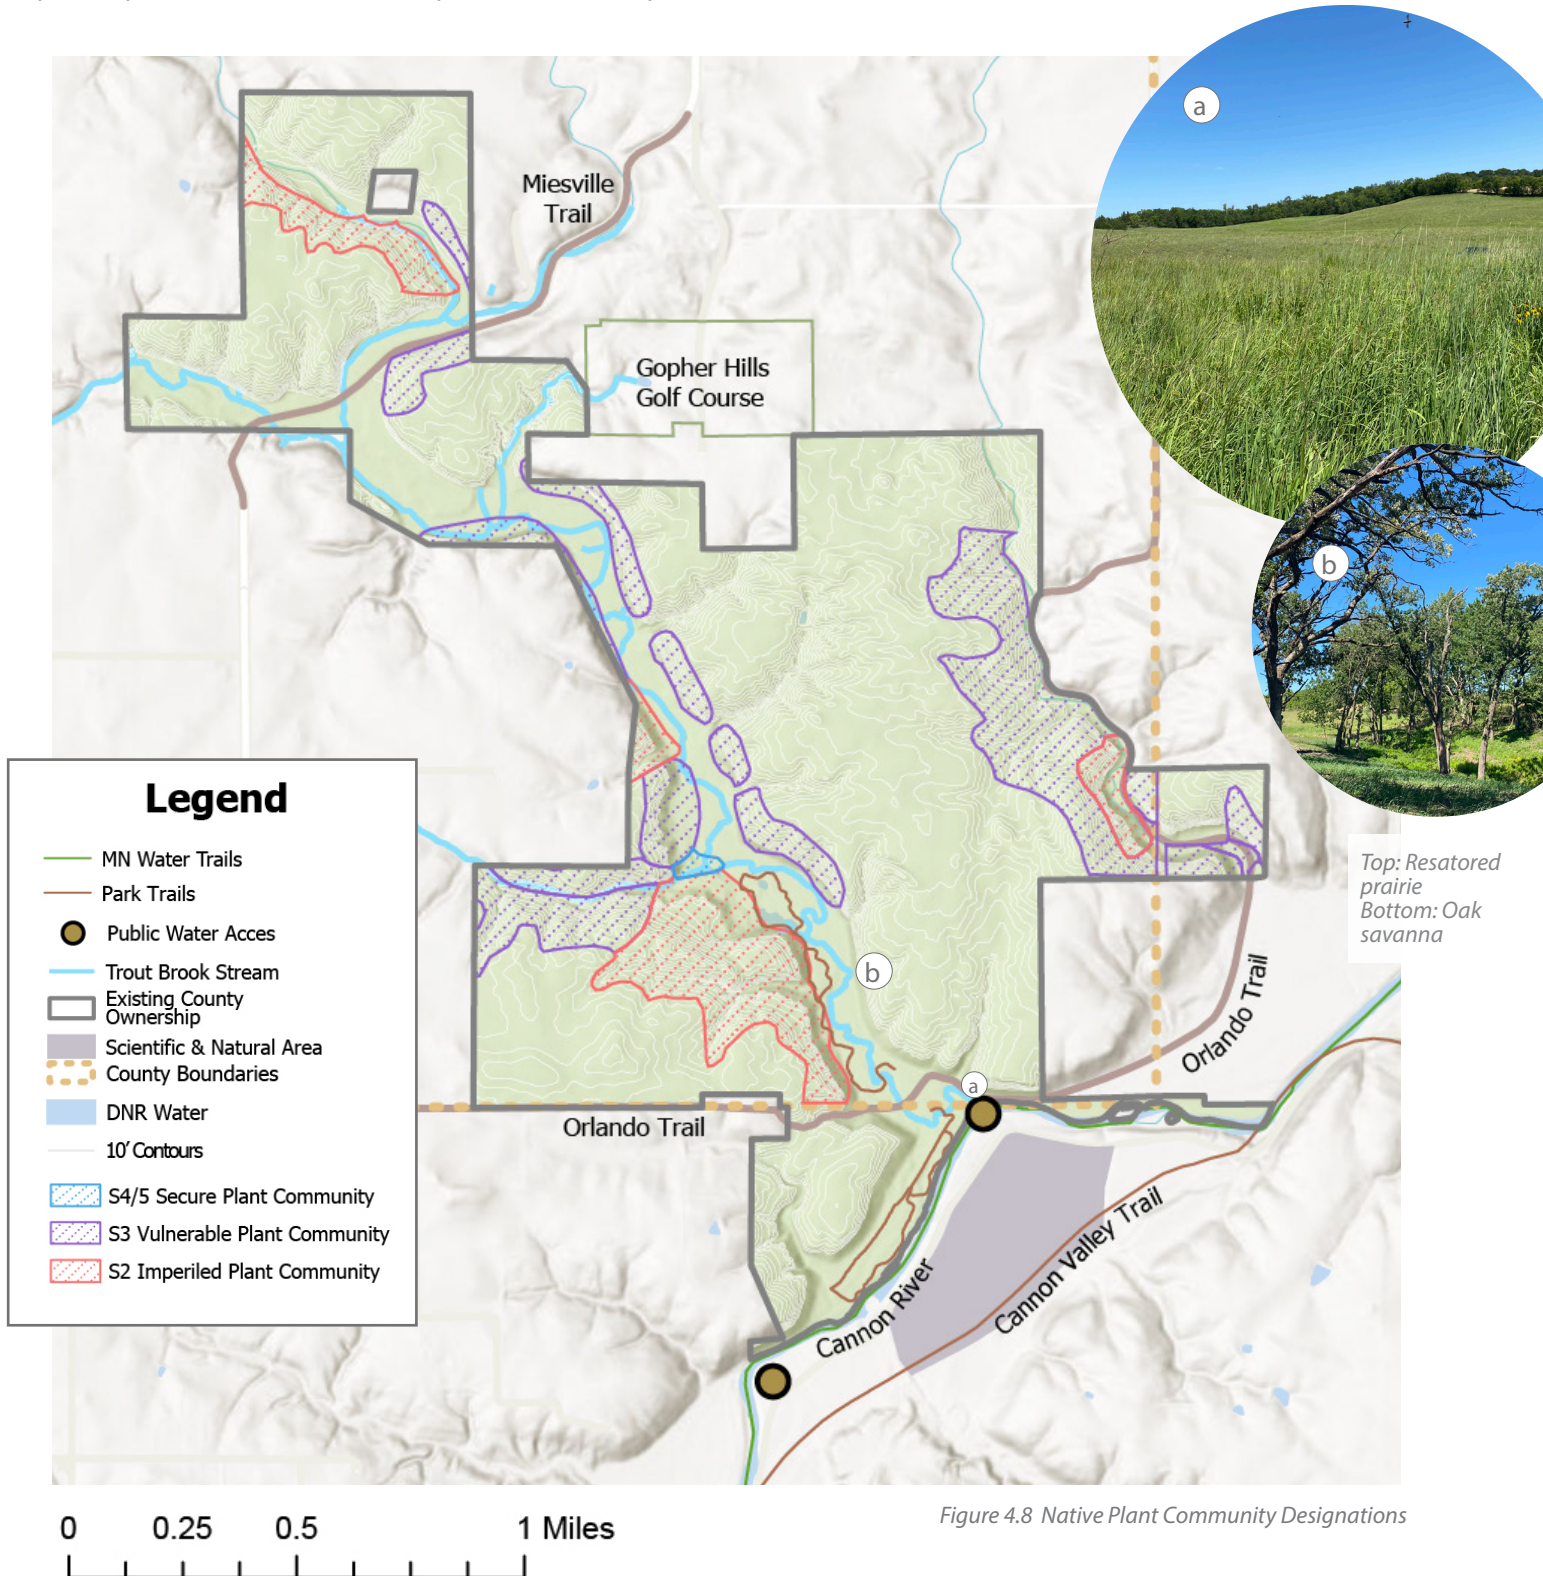 a
Miesville
Trail
Gopher Hills
Golf Course
b
Legend
MN Water Trails
Park Trails
Public Water Acces
Trout Brook Stream
Existing County
Ownership
Scientific & Natural Area
County Boundaries
DNR Water
10' Contours
S4/5 Secure Plant Community
S3 Vulnerable Plant Community
S2 Imperiled Plant Community
Top: Resatored
prairie
Bottom: Oak
savanna
b
Orlando Trail
a
Orlando Trail
Cannon River
Cannon Valley Trail
0 0.25 0.5 1 Miles
Figure 4.8 Native Plant Community Designations